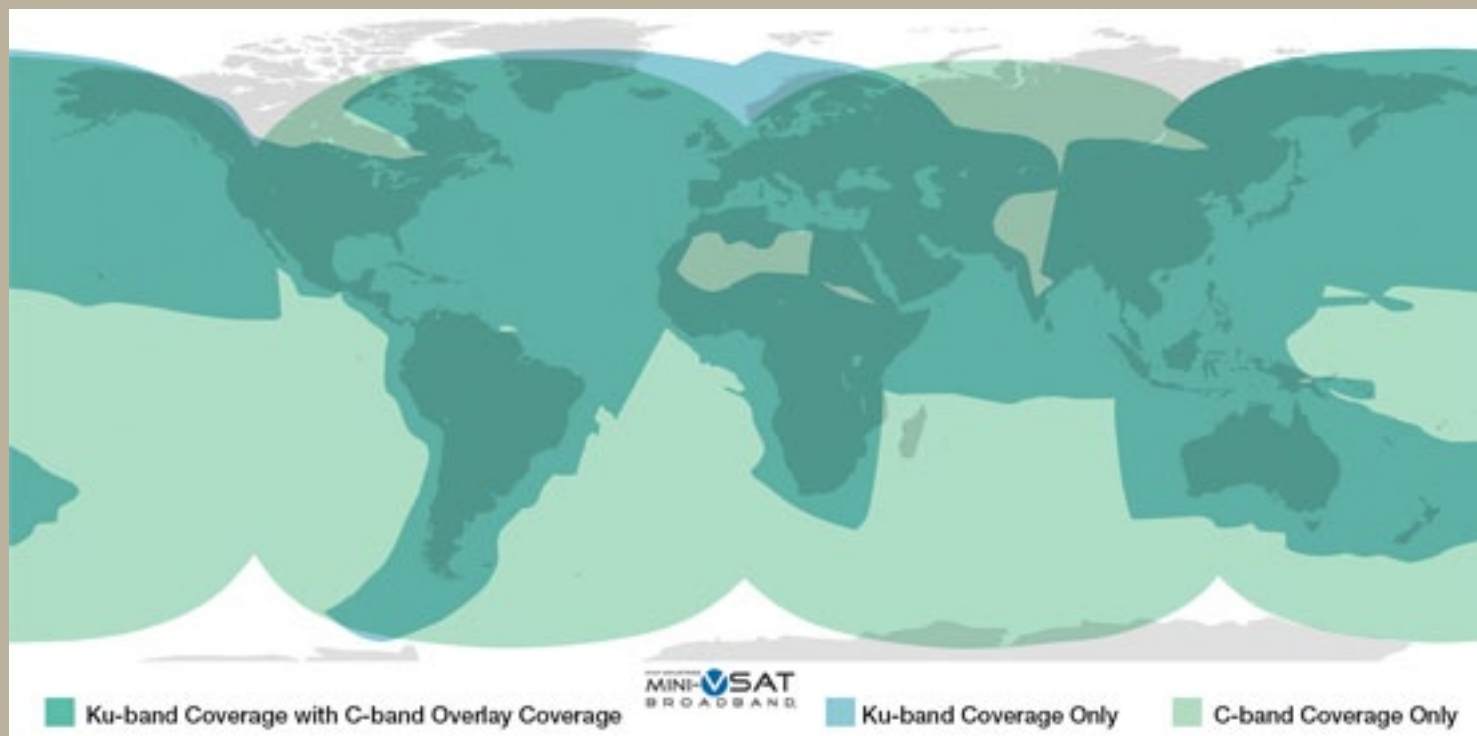 MINI-VSAT
BROADBAND
Ku-band Coverage with C-band Overlay Coverage
Ku-band Coverage Only
C-band Coverage Only